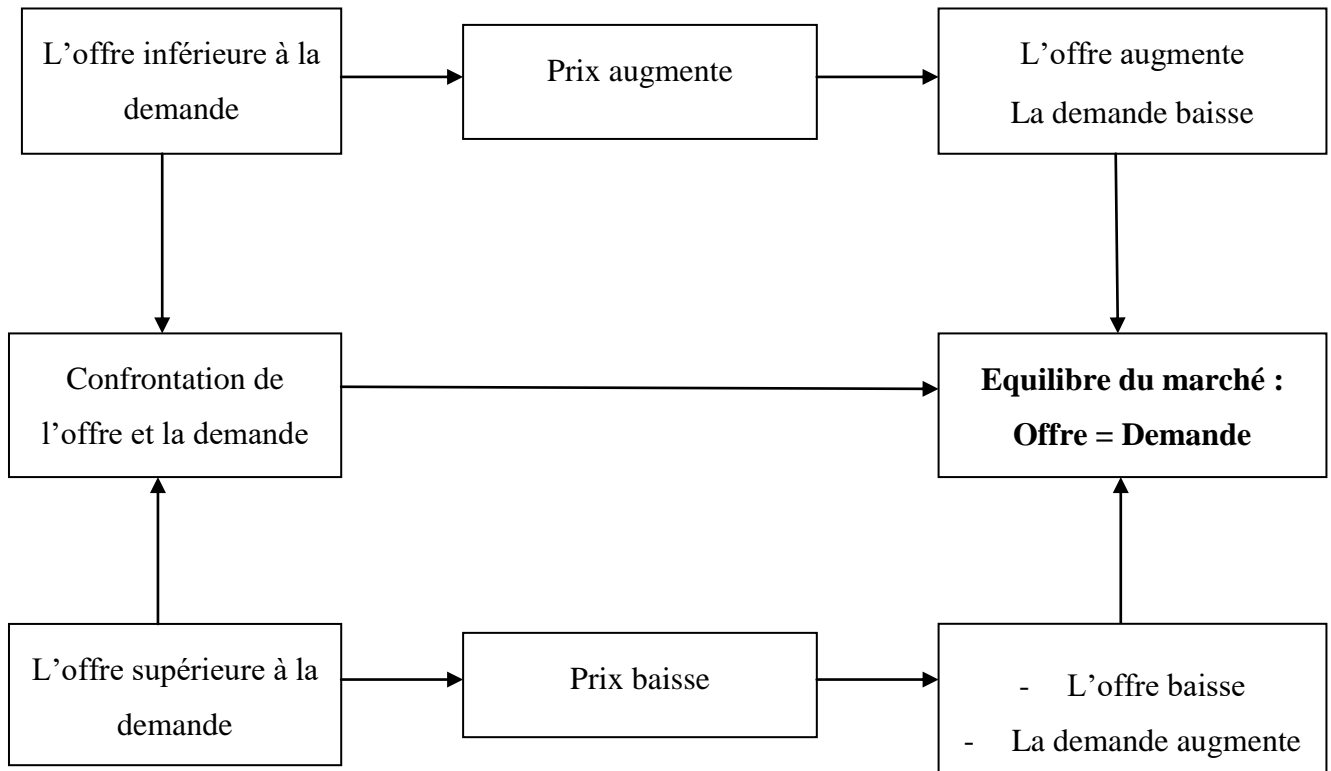 L’offre inférieure à la
demande
Prix augmente
L’offre augmente
La demande baisse
Confrontation de
l’offre et la demande
Equilibre du marché :
Offre = Demande
L’offre supérieure à la
demande
Prix baisse
- L’offre baisse
- La demande augmente